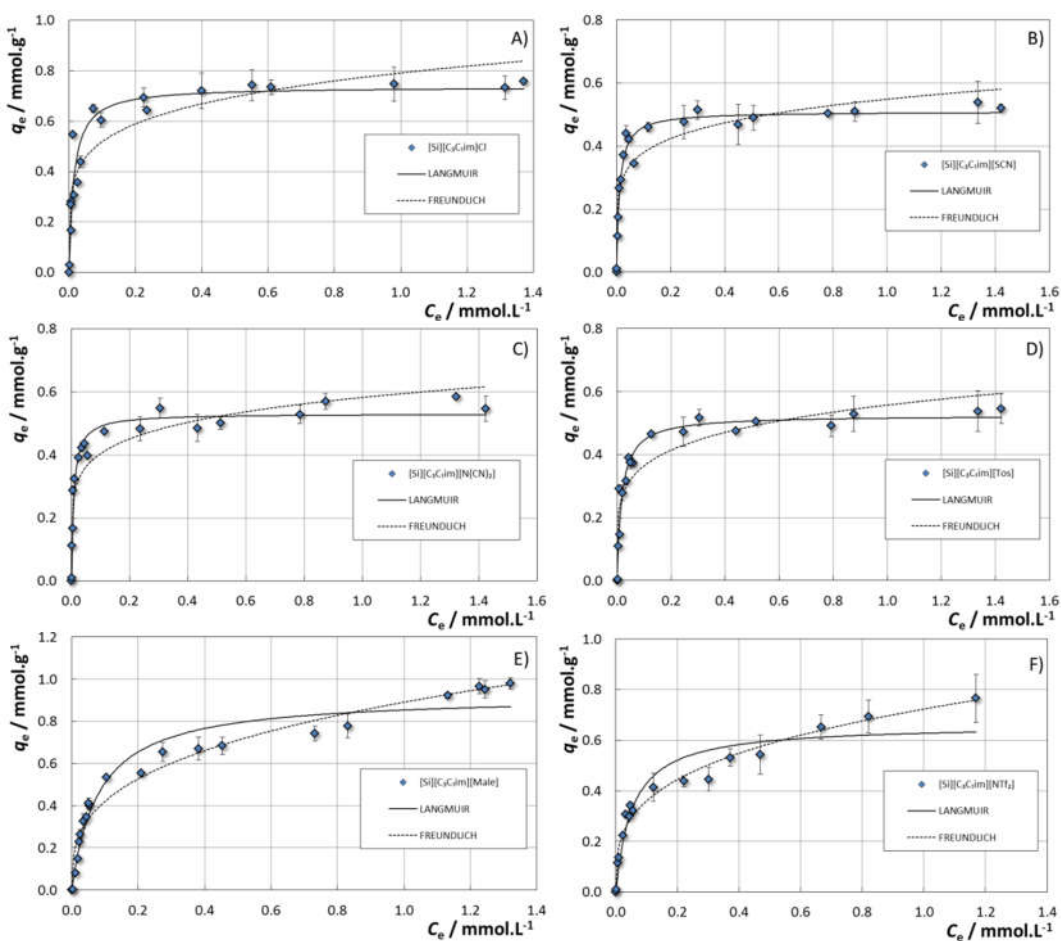 A)
q_e / mmol.g⁻¹
1.0
0.8
0.6
0.4
0.2
0.0
[Si][C₃C₁im]Cl
LANGMUIR
FREUNDLICH
0.0 0.2 0.4 0.6 0.8 1.0 1.2 1.4
C_e / mmol.L⁻¹
B)
q_e / mmol.g⁻¹
0.8
0.6
0.4
0.2
0.0
[Si][C₃C₁im][SCN]
LANGMUIR
FREUNDLICH
0.0 0.2 0.4 0.6 0.8 1.0 1.2 1.4 1.6
C_e / mmol.L⁻¹
C)
q_e / mmol.g⁻¹
0.8
0.6
0.4
0.2
0.0
[Si][C₃C₁im][N(CN)₂]
LANGMUIR
FREUNDLICH
0.0 0.2 0.4 0.6 0.8 1.0 1.2 1.4 1.6
C_e / mmol.L⁻¹
D)
q_e / mmol.g⁻¹
0.8
0.6
0.4
0.2
0.0
[Si][C₃C₁im][Tos]
LANGMUIR
FREUNDLICH
0.0 0.2 0.4 0.6 0.8 1.0 1.2 1.4 1.6
C_e / mmol.L⁻¹
E)
q_e / mmol.g⁻¹
1.2
1.0
0.8
0.6
0.4
0.2
0.0
[Si][C₃C₁im][Male]
LANGMUIR
FREUNDLICH
0.0 0.2 0.4 0.6 0.8 1.0 1.2 1.4
C_e / mmol.L⁻¹
F)
q_e / mmol.g⁻¹
1.0
0.8
0.6
0.4
0.2
0.0
[Si][C₃C₁im][NTf₂]
LANGMUIR
FREUNDLICH
0.0 0.2 0.4 0.6 0.8 1.0 1.2 1.4
C_e / mmol.L⁻¹